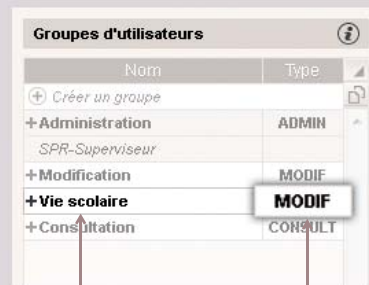 Groupes d'utilisateurs
Nom Type
Créer un groupe
+Administration ADMIN
SPR-Superviseur
+Modification MODIF
+Vie scolaire MODIF
+Consultation CONSULT